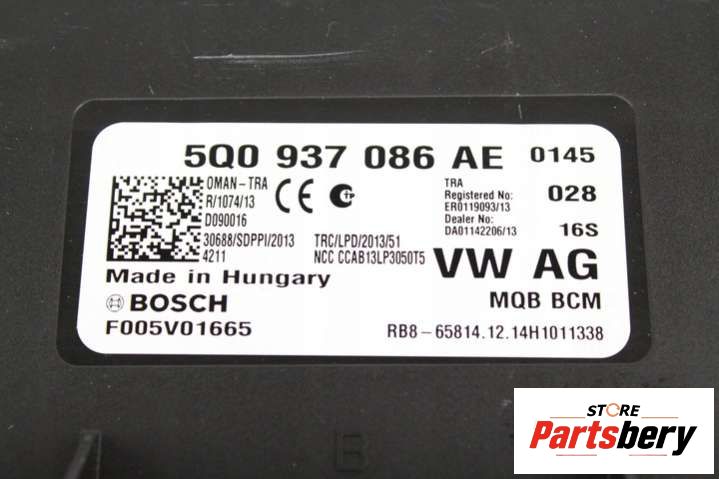 5Q0 937 086 AE 0145
OMAN-TRA
R/1074/13
D090016
30688/SDPPI/2013
4211
CE
TRC/LPD/2013/51
NCC CCAB13LP3050T5
TRA
Registered No:
ER0119093/13
Dealer No:
DA01142206/13
028
16S
Made in Hungary
VW AG
BOSCH
MQB BCM
F005V01665
RB8-65814.12.14H1011338
B
STORE
Partsbery